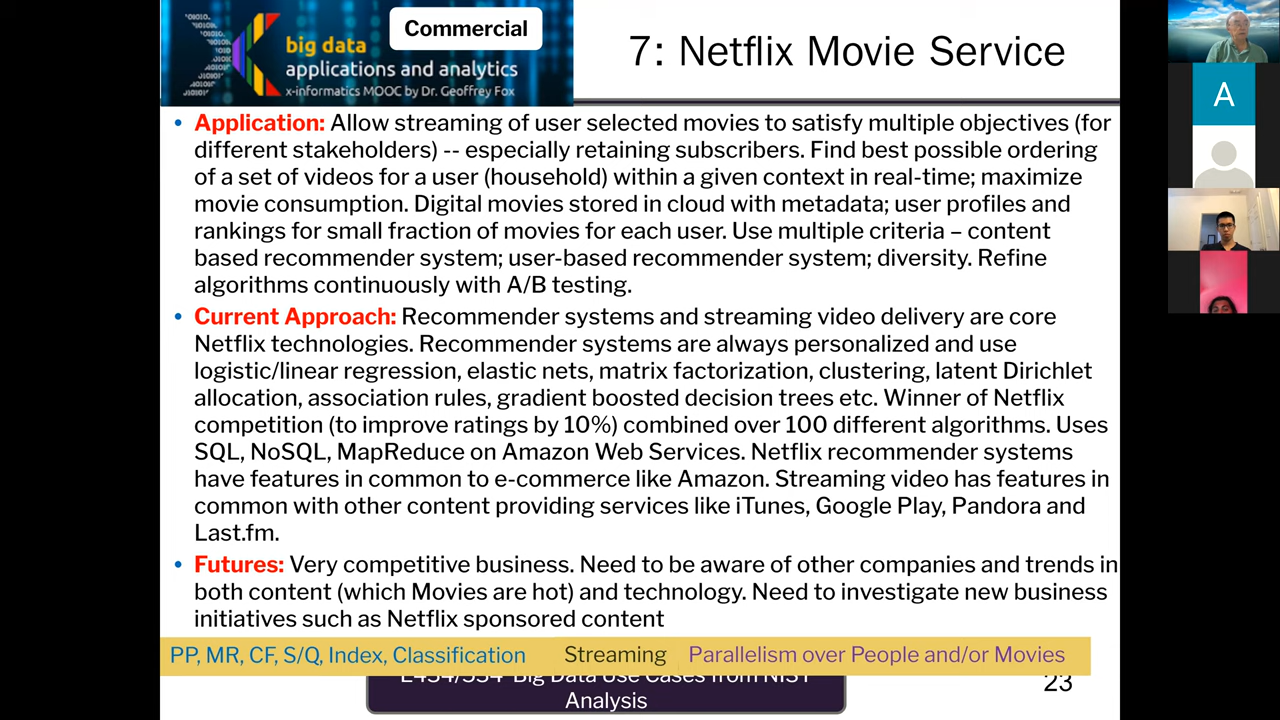 Commercial
big data
applications and analytics
x-informatics MOOC by Dr. Geoffrey Fox
7: Netflix Movie Service
A
• Application: Allow streaming of user selected movies to satisfy multiple objectives (for
different stakeholders) -- especially retaining subscribers. Find best possible ordering
of a set of videos for a user (household) within a given context in real-time; maximize
movie consumption. Digital movies stored in cloud with metadata; user profiles and
rankings for small fraction of movies for each user. Use multiple criteria – content
based recommender system; user-based recommender system; diversity. Refine
algorithms continuously with A/B testing.
• Current Approach: Recommender systems and streaming video delivery are core
Netflix technologies. Recommender systems are always personalized and use
logistic/linear regression, elastic nets, matrix factorization, clustering, latent Dirichlet
allocation, association rules, gradient boosted decision trees etc. Winner of Netflix
competition (to improve ratings by 10%) combined over 100 different algorithms. Uses
SQL, NoSQL, MapReduce on Amazon Web Services. Netflix recommender systems
have features in common to e-commerce like Amazon. Streaming video has features in
common with other content providing services like iTunes, Google Play, Pandora and
Last.fm.
• Futures: Very competitive business. Need to be aware of other companies and trends in
both content (which Movies are hot) and technology. Need to investigate new business
initiatives such as Netflix sponsored content
PP, MR, CF, S/Q, Index, Classification Streaming Parallelism over People and/or Movies
E434/534 Big Data Use Cases from NIST
Analysis
23